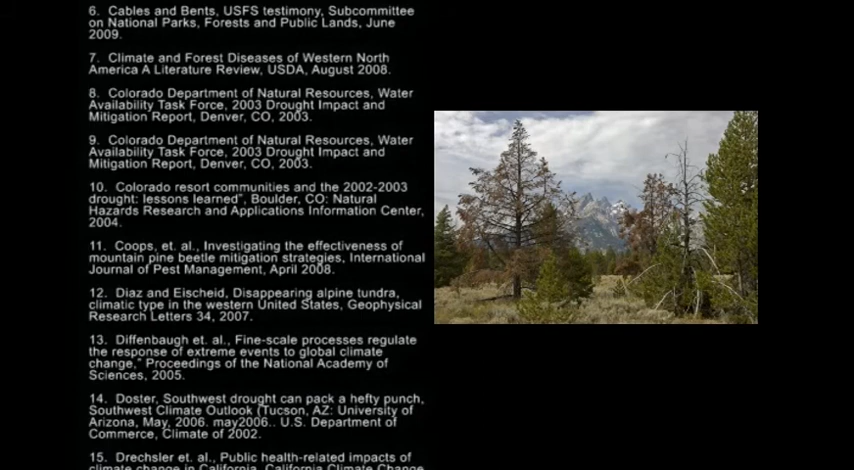 6. Cables and Bents, USFS testimony, Subcommittee
on National Parks, Forests and Public Lands, June
2009.
7. Climate and Forest Diseases of Western North
America A Literature Review, USDA, August 2008.
8. Colorado Department of Natural Resources, Water
Availability Task Force, 2003 Drought Impact and
Mitigation Report, Denver, CO, 2003.
9. Colorado Department of Natural Resources, Water
Availability Task Force, 2003 Drought Impact and
Mitigation Report, Denver, CO, 2003.
10. Colorado resort communities and the 2002-2003
drought: lessons learned", Boulder, CO: Natural
Hazards Research and Applications Information Center,
2004.
11. Coops, et. al., Investigating the effectiveness of
mountain pine beetle mitigation strategies, International
Journal of Pest Management, April 2008.
12. Diaz and Eischeid, Disappearing alpine tundra,
climatic type in the western United States, Geophysical
Research Letters 34, 2007.
13. Diffenbaugh et. al., Fine-scale processes regulate
the response of extreme events to global climate
change," Proceedings of the National Academy of
Sciences, 2005.
14. Doster, Southwest drought can pack a hefty punch,
Southwest Climate Outlook (Tucson, AZ: University of
Arizona, May, 2006. may2006.. U.S. Department of
Commerce, Climate of 2002.
15. Drechsler et. al., Public health-related impacts of
climate change in California, California Climate Change